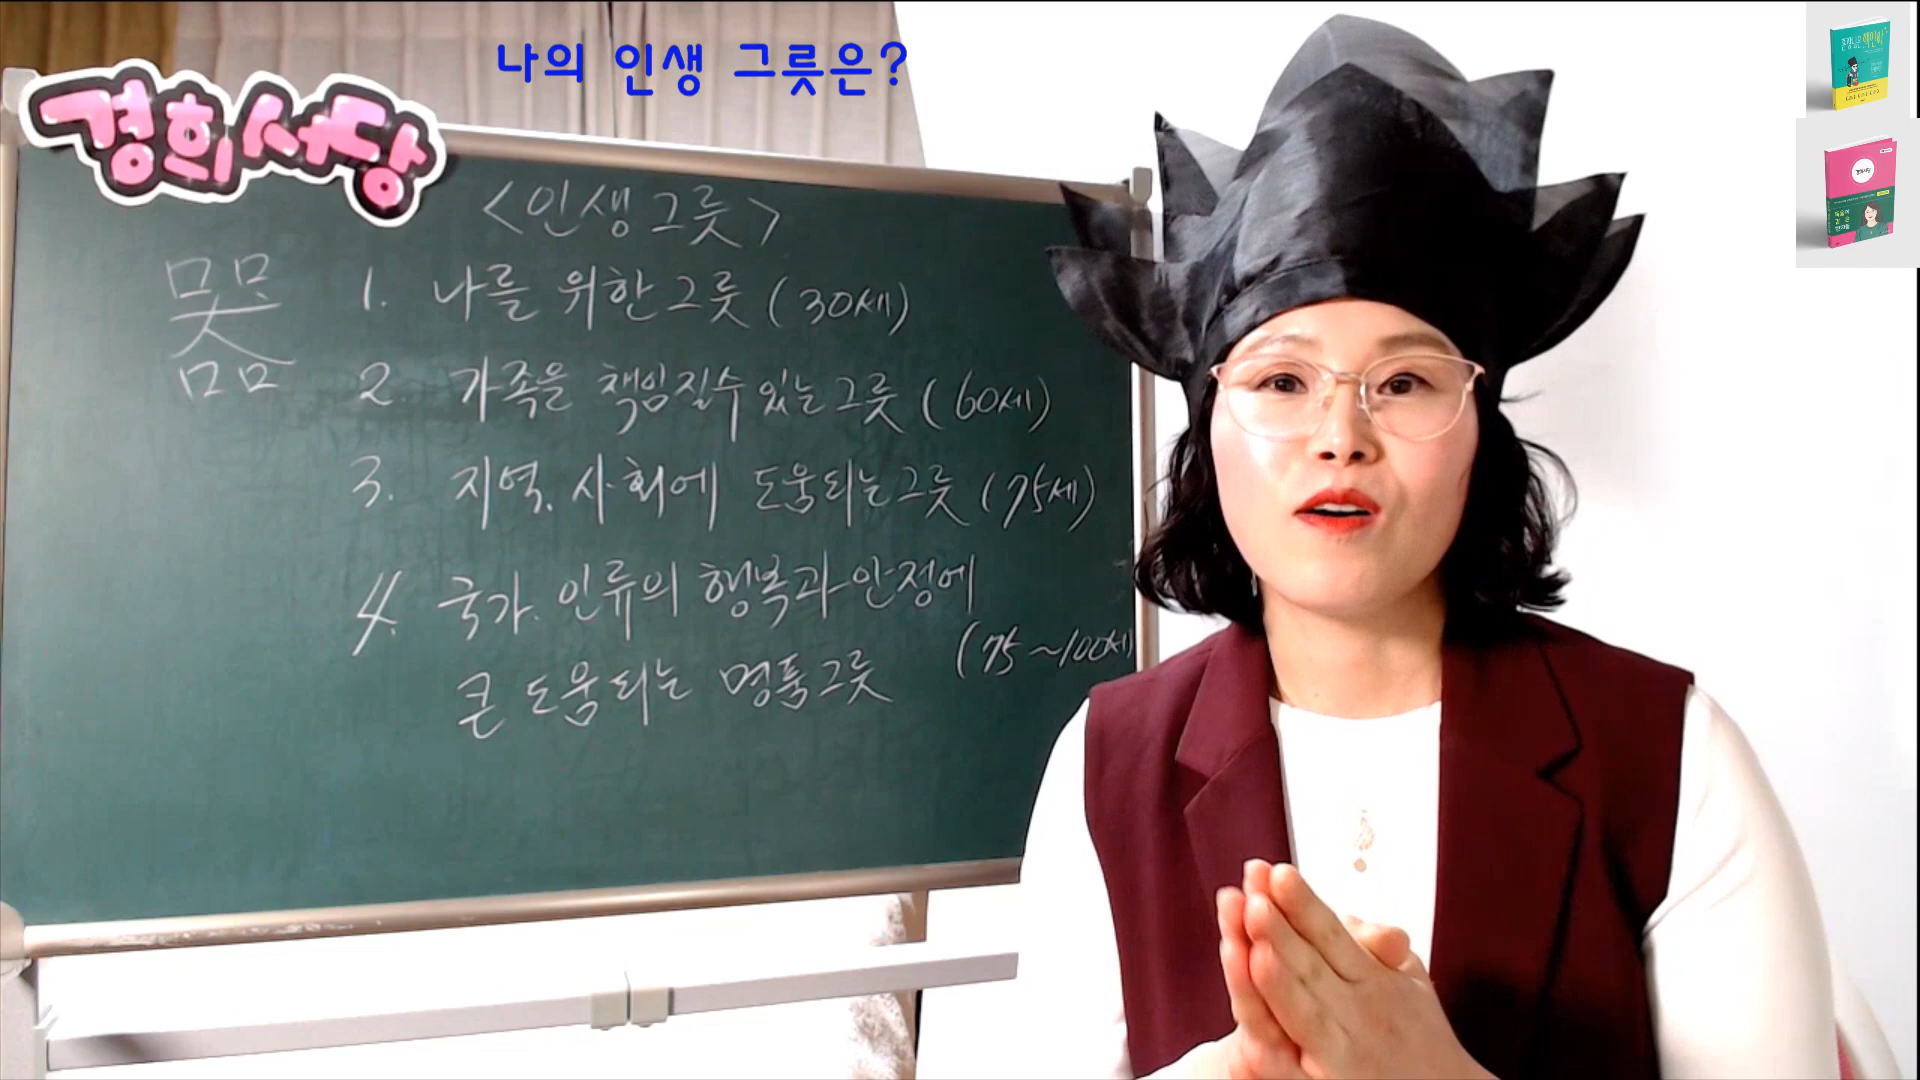 나의 인생 그릇은?
경희서당
<인생그릇>
器
1. 나를 위한 그릇 (30세)
2. 가족을 책임질수 있는 그릇 (60세)
3. 지역, 사회에 도움되는 그릇 (75세)
4. 국가, 인류의 행복과 안정에
큰 도움되는 명품그릇 (75~100세)